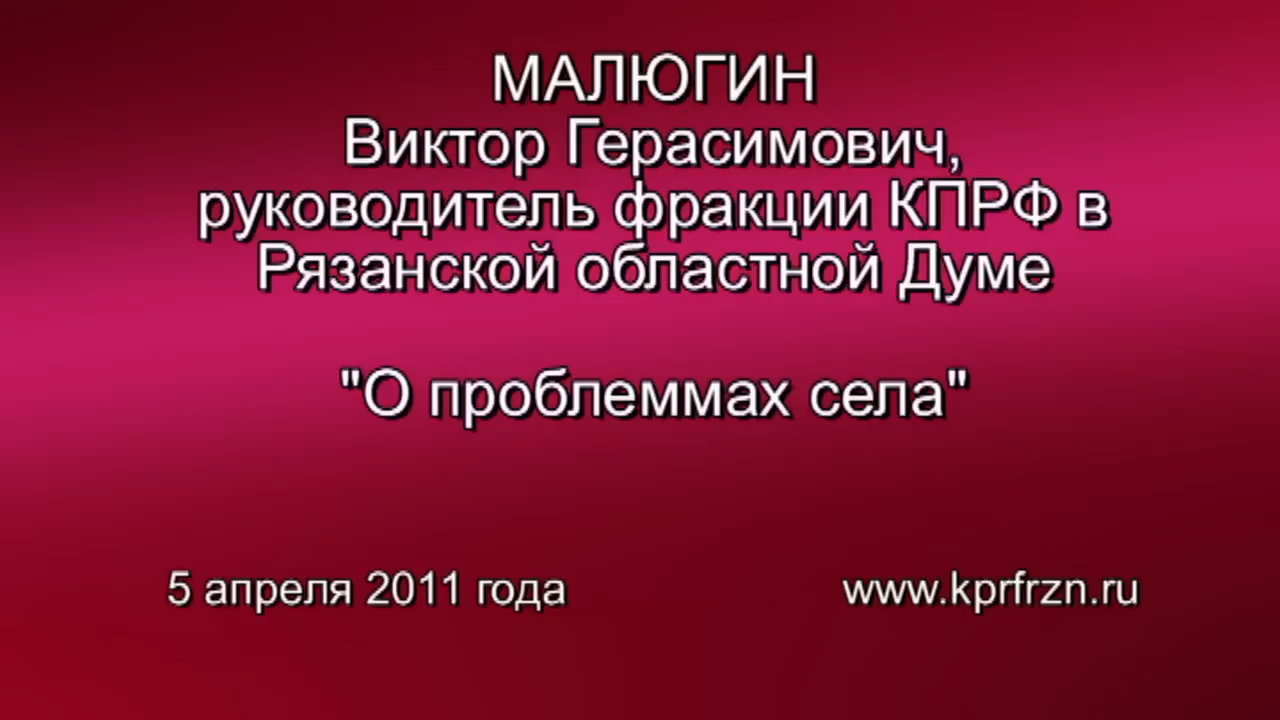 МАЛЮГИН
Виктор Герасимович,
руководитель фракции КПРФ в
Рязанской областной Думе
"О проблеммах села"
5 апреля 2011 года
www.kprfrzn.ru